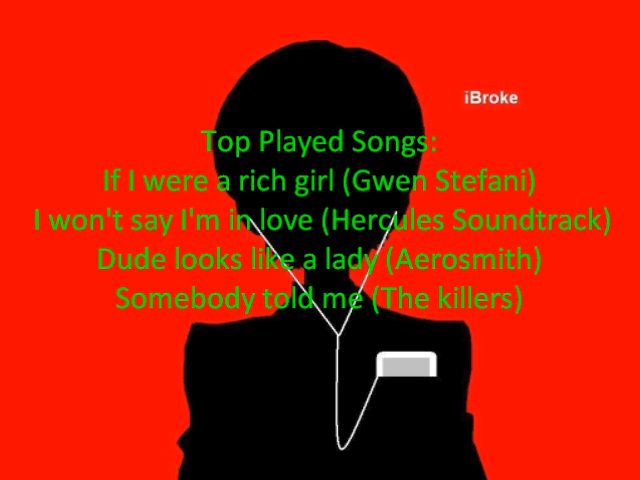 iBroke
Top Played Songs:
If I were a rich girl (Gwen Stefani)
I won't say I'm in love (Hercules Soundtrack)
Dude looks like a lady (Aerosmith)
Somebody told me (The killers)